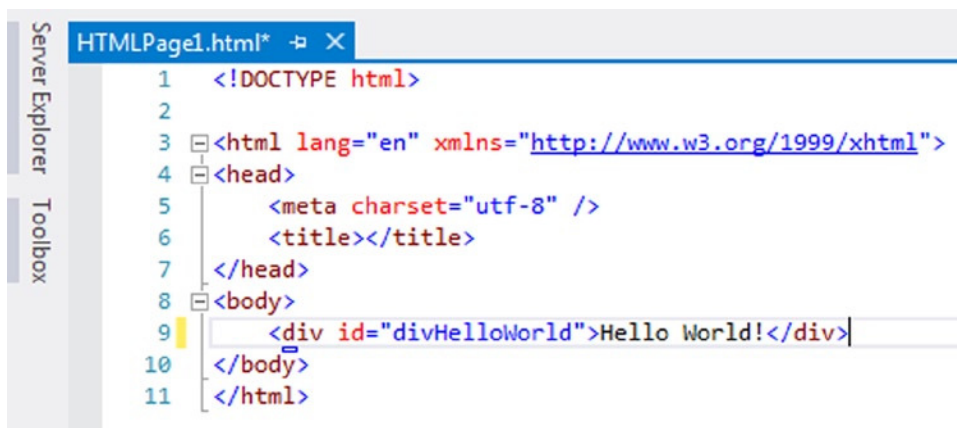 Server Explorer
Toolbox
HTMLPage1.html*
1 <!DOCTYPE html>
2
3 <html lang="en" xmlns="http://www.w3.org/1999/xhtml">
4 <head>
5 <meta charset="utf-8" />
6 <title></title>
7 </head>
8 <body>
9 <div id="divHelloWorld">Hello World!</div>
10 </body>
11 </html>